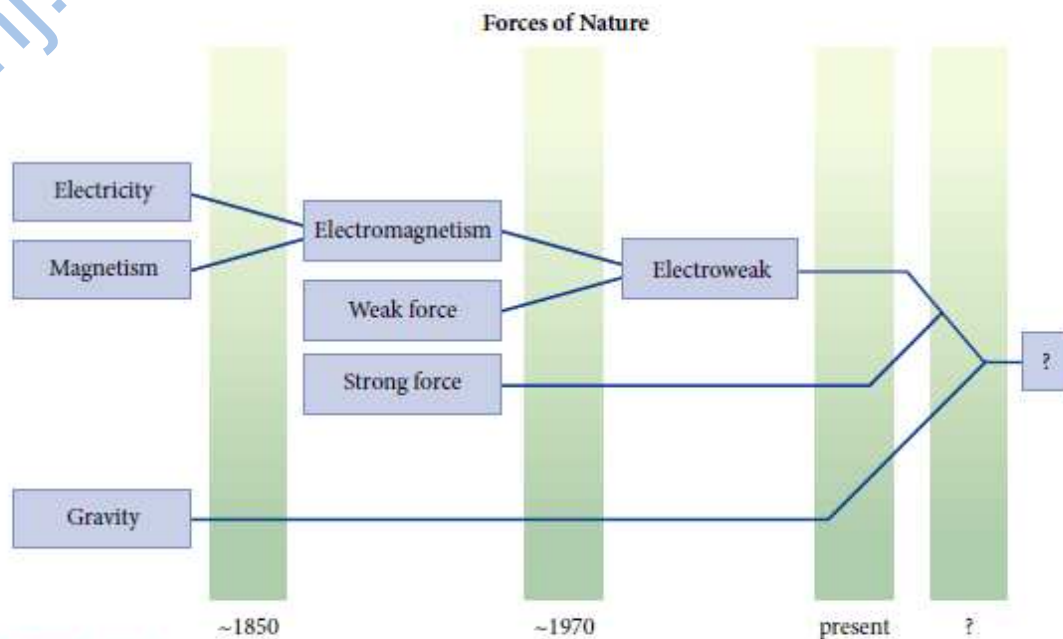 Forces of Nature
Electricity
Magnetism
Electromagnetism
Weak force
Strong force
Electroweak
Gravity
?
~1850
~1970
present
?